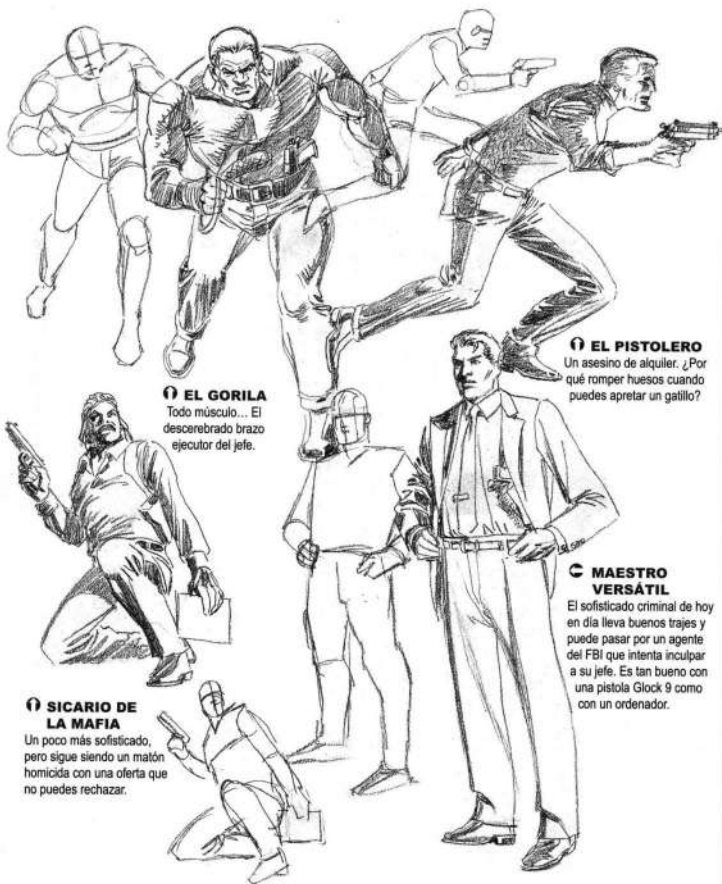 EL PISTOLERO
Un asesino de alquiler. ¿Por
qué romper huesos cuando
puedes apretar un gatillo?
EL GORILA
Todo músculo... El
descerebrado brazo
ejecutor del jefe.
MAESTRO
VERSÁTIL
El sofisticado criminal de hoy
en día lleva buenos trajes y
puede pasar por un agente
del FBI que intenta inculpar
a su jefe. Es tan bueno con
una pistola Glock 9 como
con un ordenador.
SICARIO DE
LA MAFIA
Un poco más sofisticado,
pero sigue siendo un matón
homicida con una oferta que
no puedes rechazar.